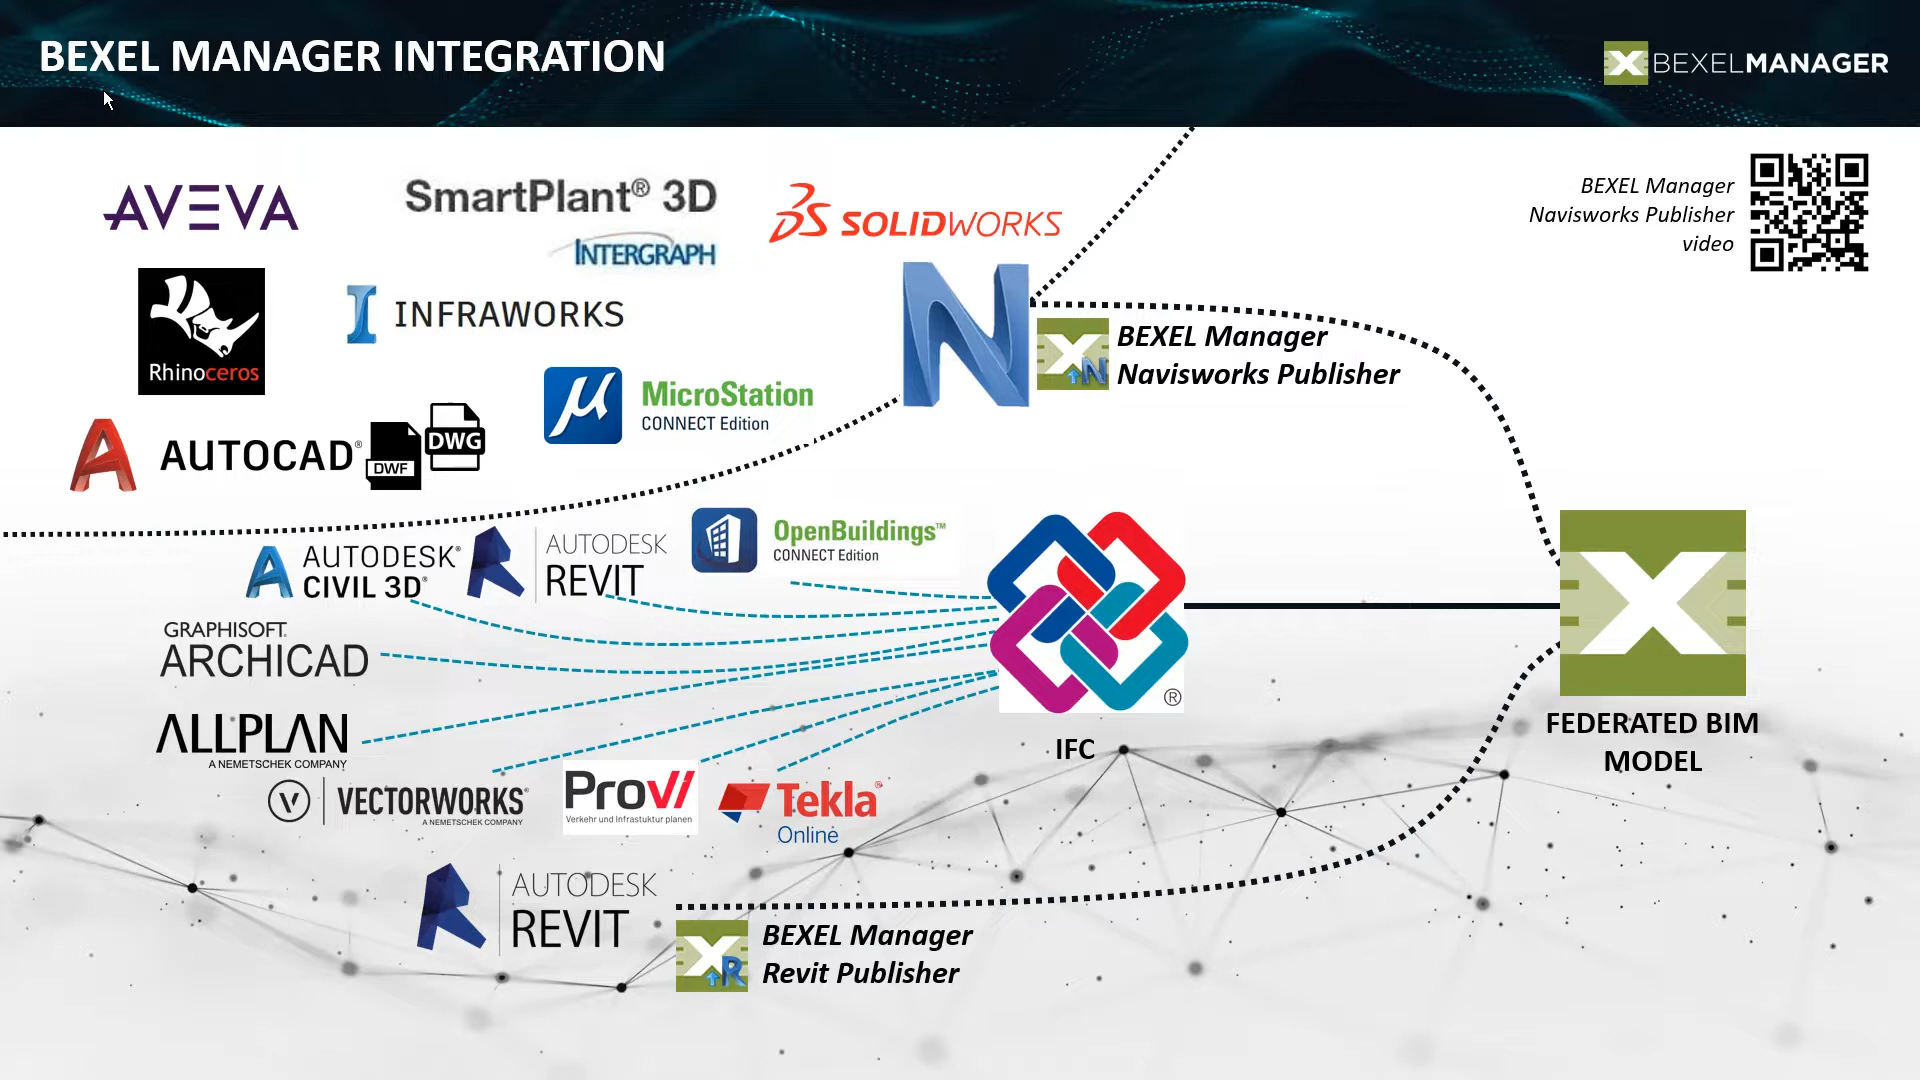 BEXEL MANAGER INTEGRATION
BEXELMANAGER
AVEVA
SmartPlant® 3D
INTERGRAPH
SOLIDWORKS
BEXEL Manager
Navisworks Publisher
video
Rhinoceros
INFRAWORKS
MicroStation
CONNECT Edition
BEXEL Manager
Navisworks Publisher
AUTOCAD®
DWF
DWG
AUTODESK®
CIVIL 3D®
AUTODESK
REVIT
OpenBuildings™
CONNECT Edition
GRAPHISOFT.
ARCHICAD
ALLPLAN
A NEMETSCHEK COMPANY
VECTORWORKS®
A NEMETSCHEK COMPANY
ProVi
Verkehr und Infrastuktur planen
Tekla®
Online
®
IFC
FEDERATED BIM
MODEL
AUTODESK
REVIT
BEXEL Manager
Revit Publisher